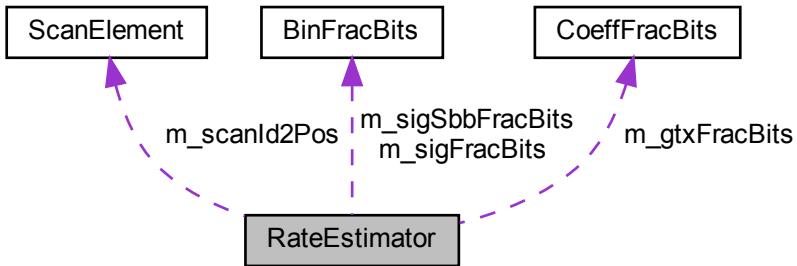 ScanElement
BinFracBits
CoeffFracBits
m_scanId2Pos
m_sigSbbFracBits
m_sigFracBits
m_gtxFracBits
RateEstimator